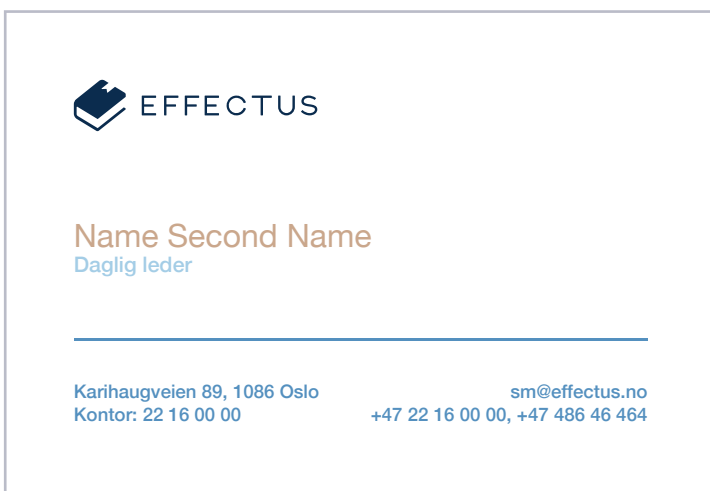 EFFECTUS
Name Second Name
Daglig leder
Karihaugveien 89, 1086 Oslo
Kontor: 22 16 00 00
sm@effectus.no
+47 22 16 00 00, +47 486 46 464